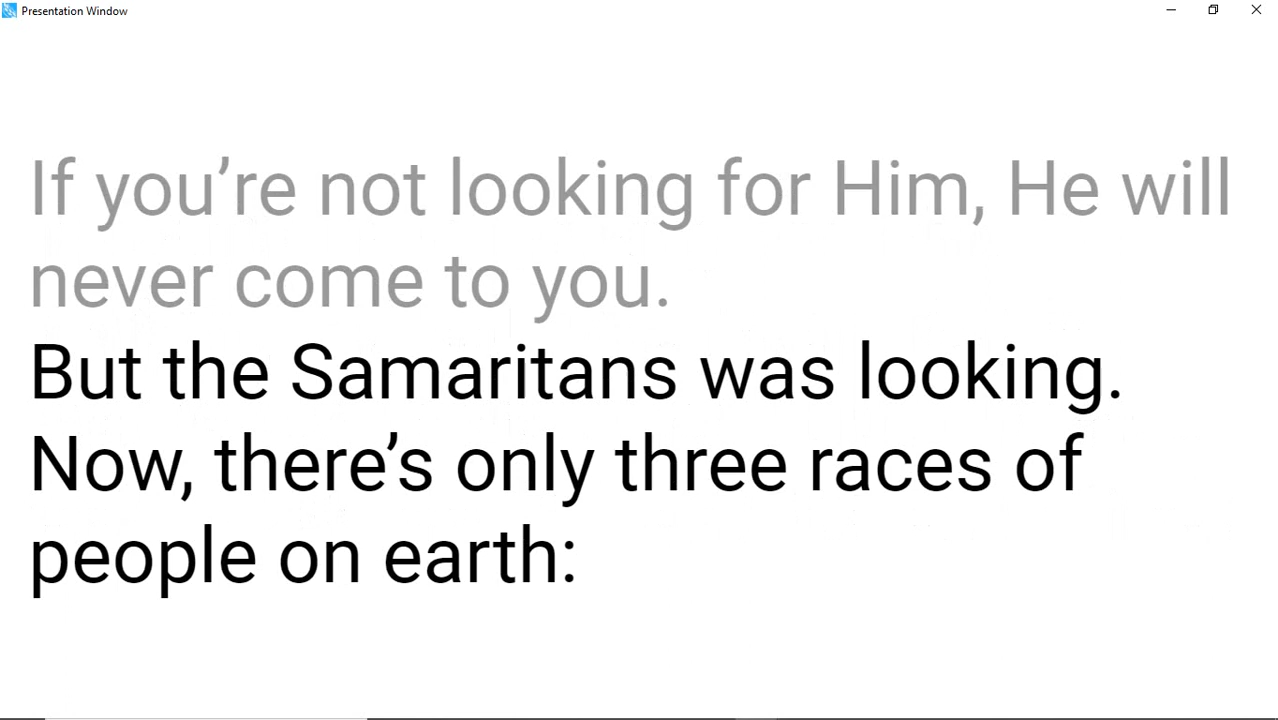 Presentation Window
If you’re not looking for Him, He will
never come to you.
But the Samaritans was looking.
Now, there’s only three races of
people on earth: